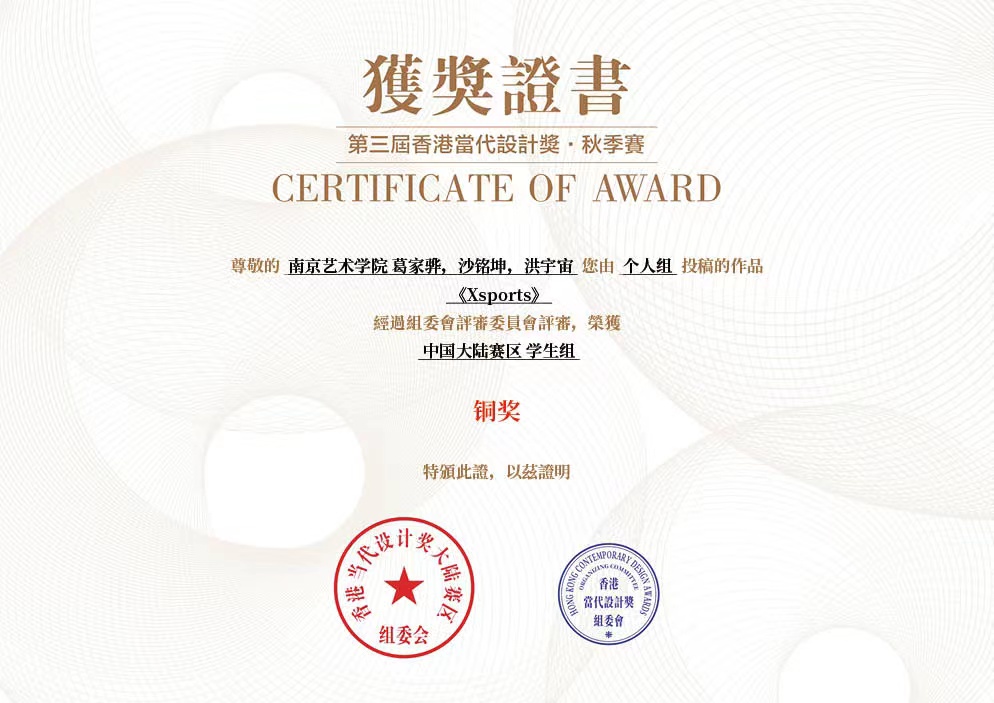 獲獎證書
第三屆香港當代設計獎·秋季賽
CERTIFICATE OF AWARD
尊敬的 南京艺术学院 葛家骅，沙铭坤，洪宇宙 您由 个人组 投稿的作品
《Xsports》
經過組委會評審委員會評審，榮獲
中国大陆赛区 学生组
铜奖
特頒此證，以茲證明
香港当代设计奖大陆赛区
组委会
HONG KONG CONTEMPORARY DESIGN AWARDS
ORGANIZING COMMITTEE
香港
當代設計獎
組委會